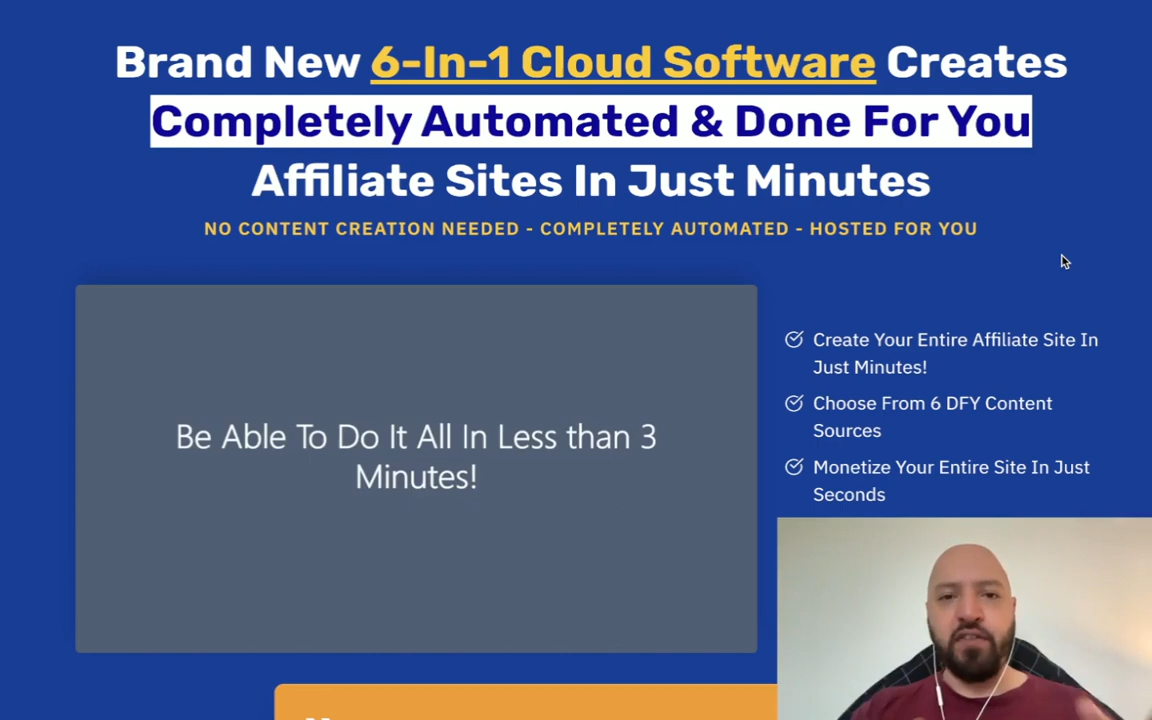 Brand New 6-In-1 Cloud Software Creates
Completely Automated & Done For You
Affiliate Sites In Just Minutes
NO CONTENT CREATION NEEDED - COMPLETELY AUTOMATED - HOSTED FOR YOU
Be Able To Do It All In Less than 3
Minutes!
Create Your Entire Affiliate Site In
Just Minutes!
Choose From 6 DFY Content
Sources
Monetize Your Entire Site In Just
Seconds